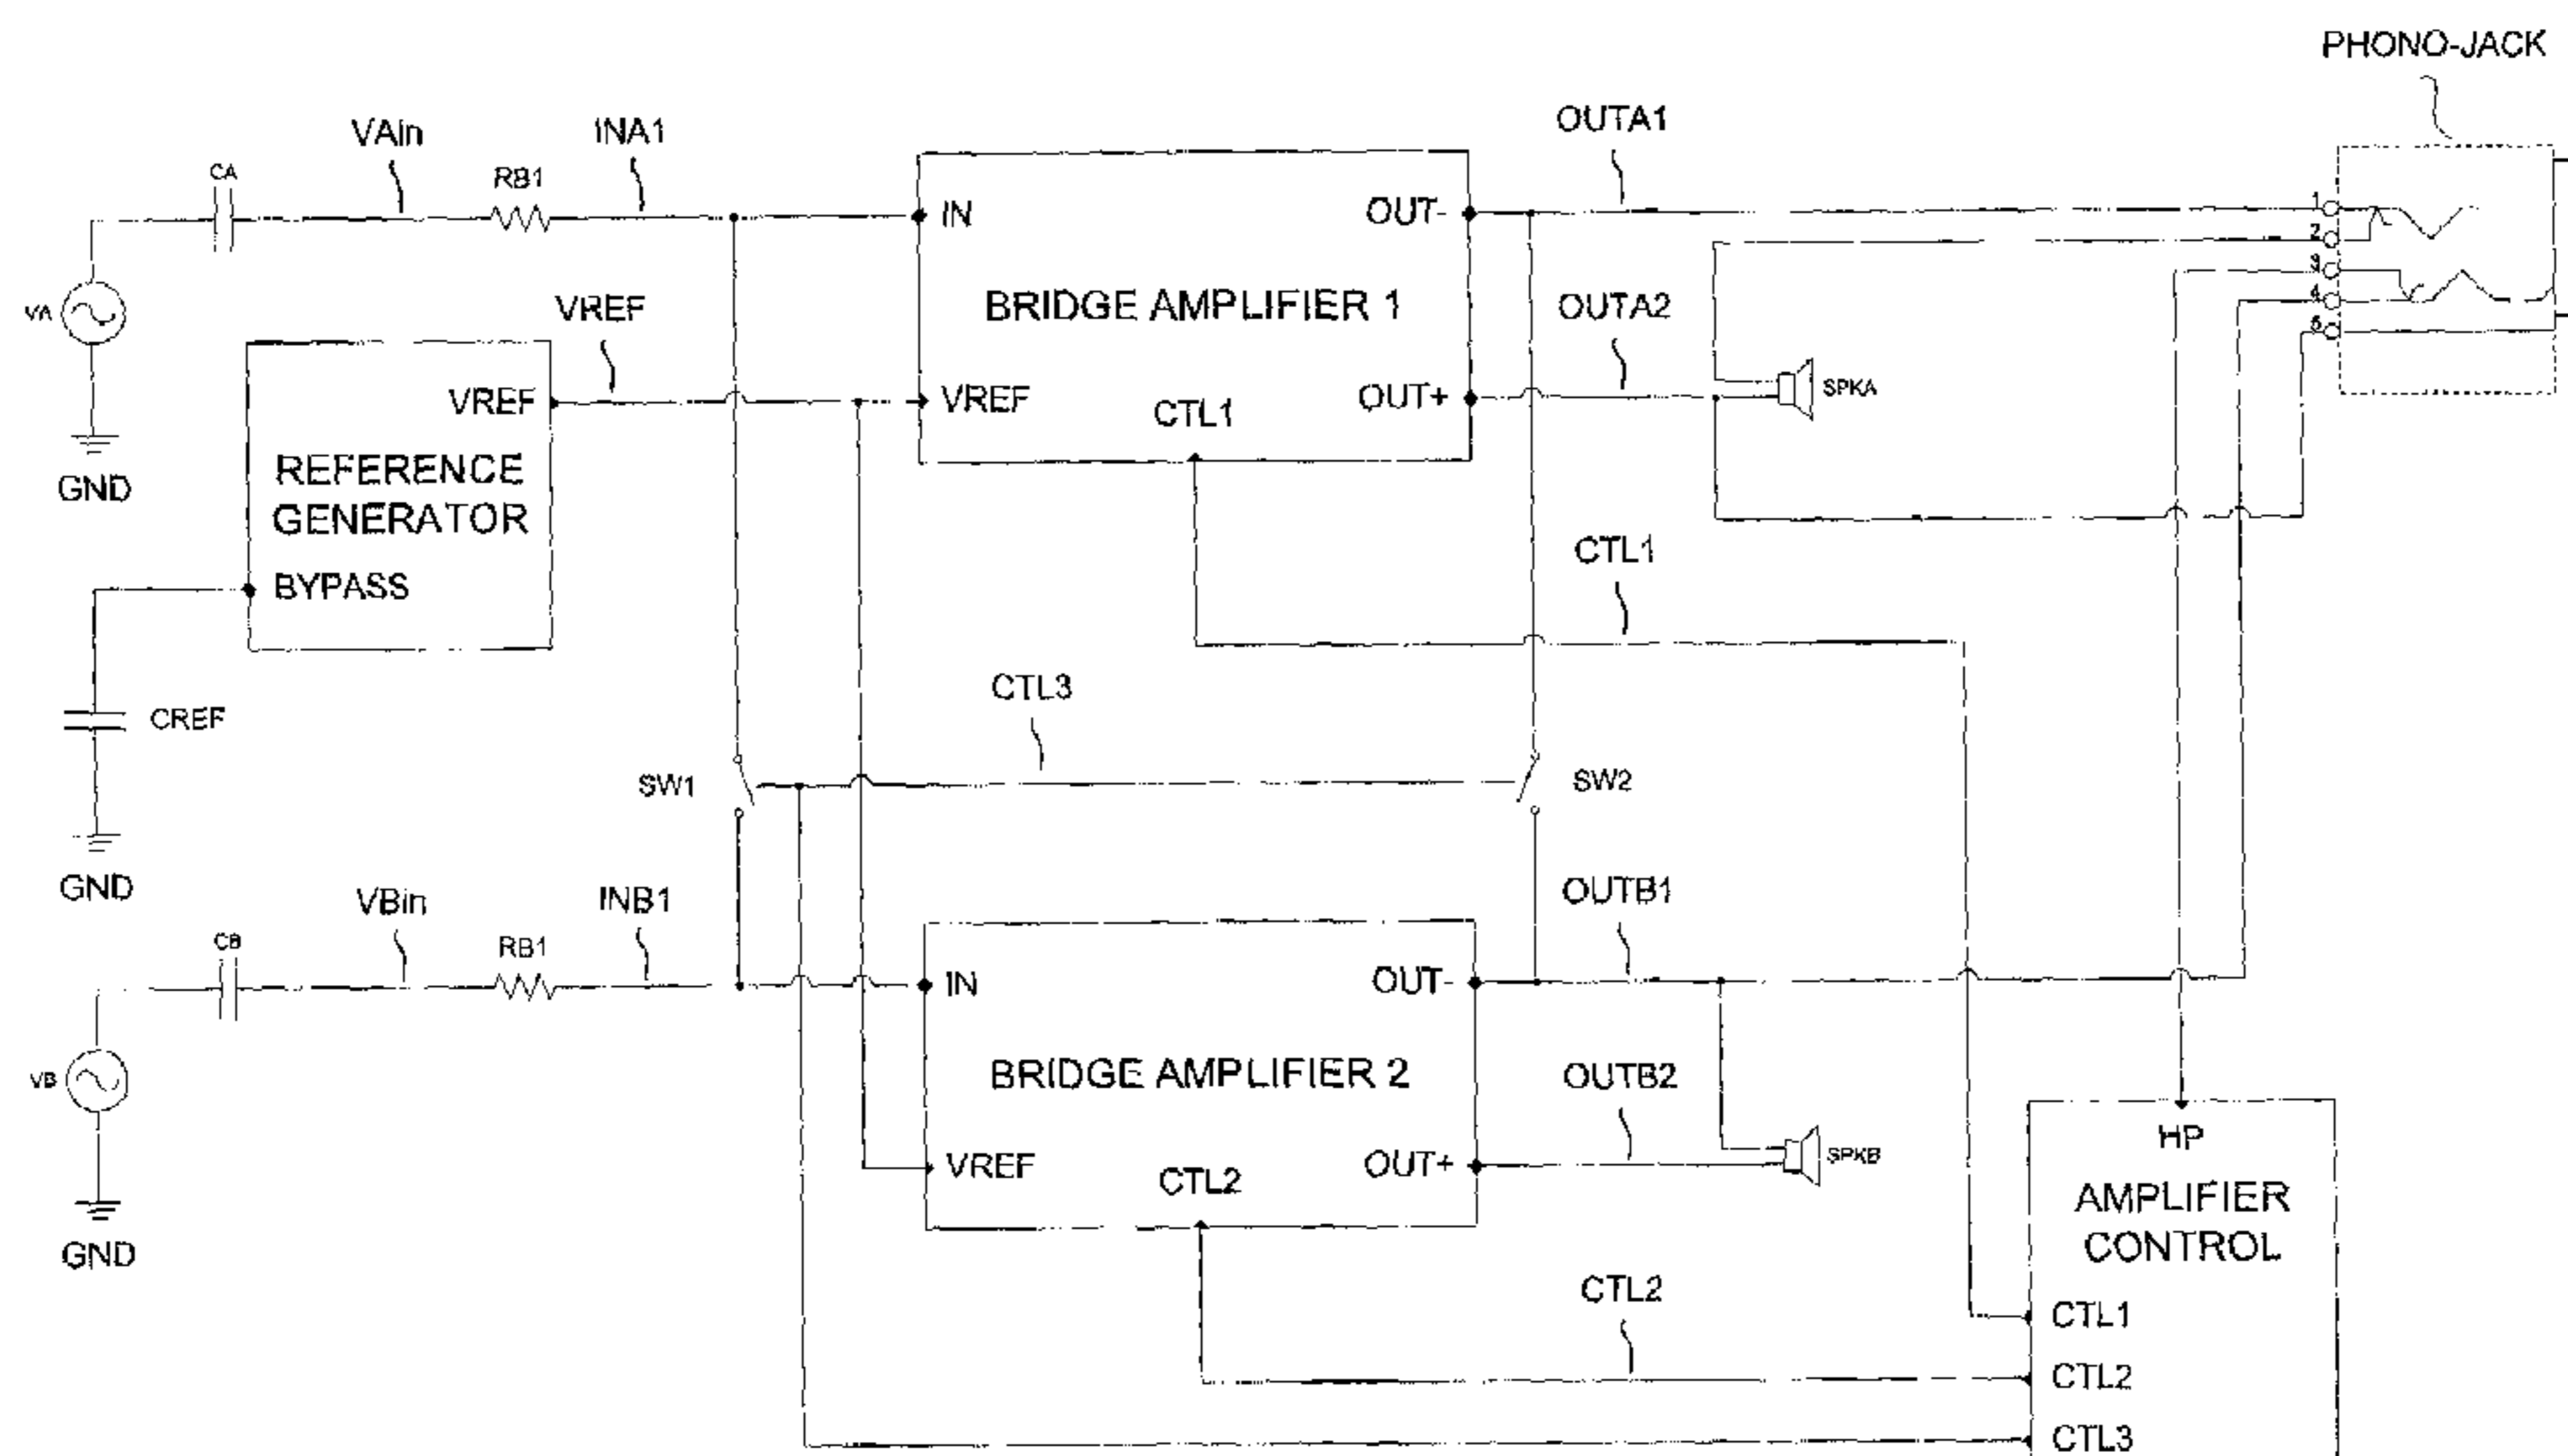 PHONO-JACK
OUTA1
VAin
INA1
CA
RB1
IN
OUT-
1
2
3
4
5
BRIDGE AMPLIFIER 1
VA
VREF
OUTA2
VREF
VREF
CTL1
OUT+
SPKA
GND
REFERENCE
GENERATOR
BYPASS
CTL1
CTL3
CREF
SW1
SW2
GND
VBin
INB1
OUTB1
CB
RB1
IN
OUT-
BRIDGE AMPLIFIER 2
VB
OUTB2
HP
VREF
CTL2
OUT+
SPKB
AMPLIFIER
CONTROL
GND
CTL2
CTL1
CTL2
CTL3